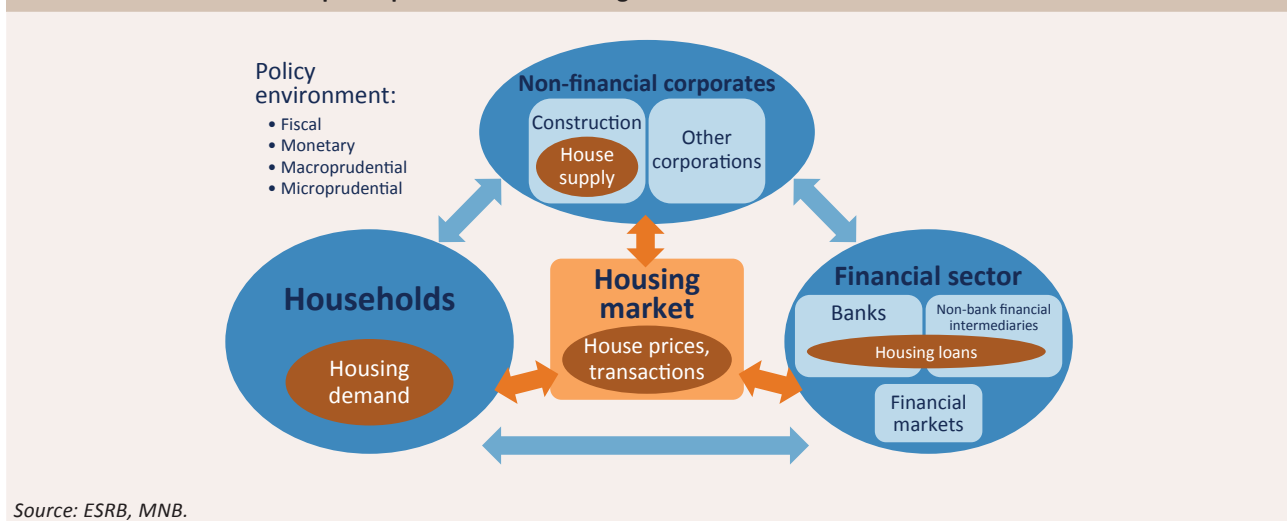 Policy
environment:
• Fiscal
• Monetary
• Macroprudential
• Microprudential
Non-financial corporates
Construction
House
supply
Other
corporations
Households
Housing
demand
Housing
market
House prices,
transactions
Financial sector
Banks
Non-bank financial
intermediaries
Housing loans
Financial
markets
Source: ESRB, MNB.